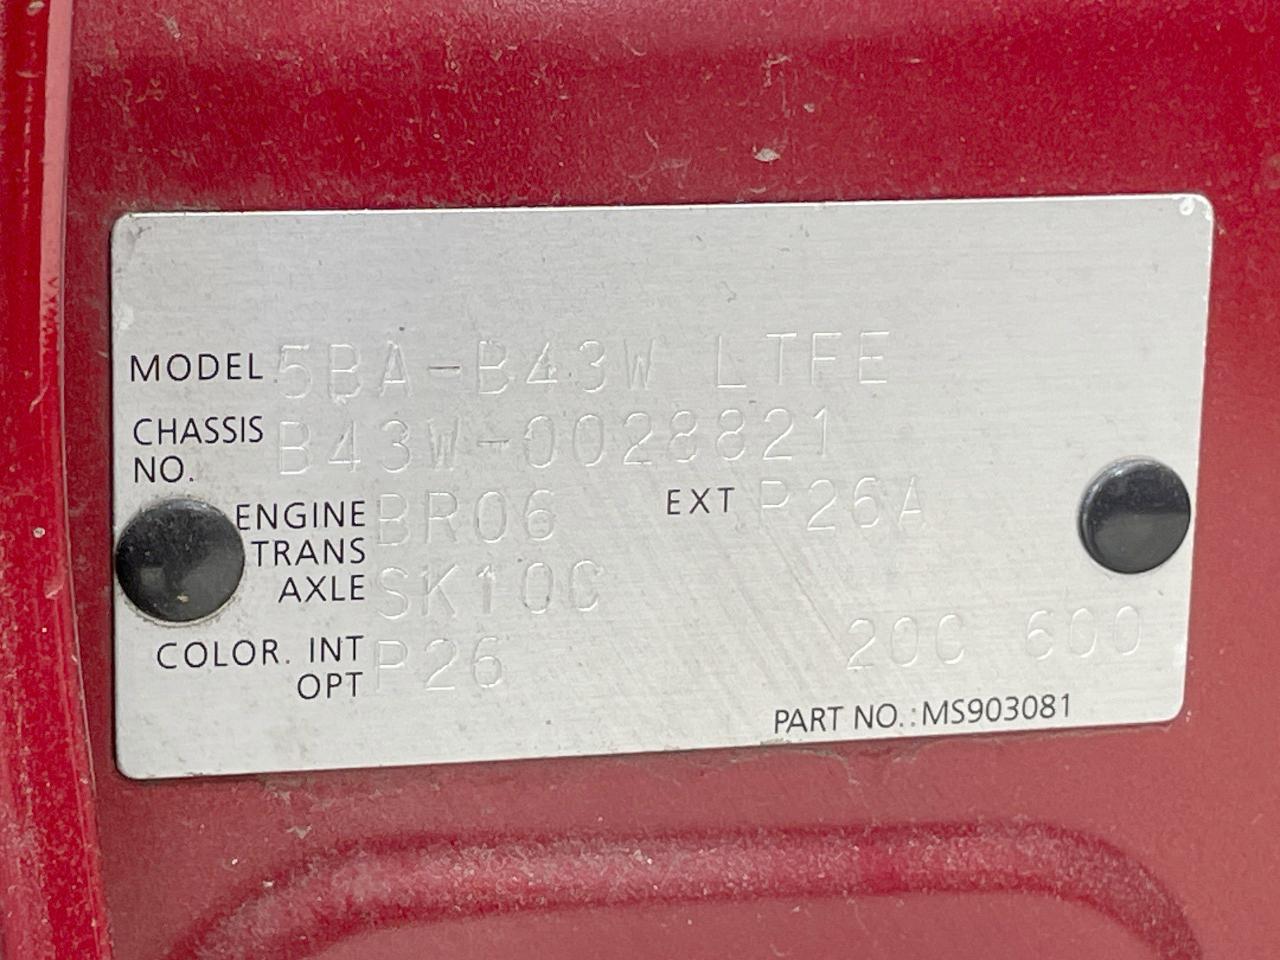 MODEL 5BA-B43W LTFE
CHASSIS NO. B43W-0028821
ENGINE BR06 EXT P26A
TRANS AXLE SK10C
COLOR. INT P26 20C 600
OPT
PART NO.:MS903081